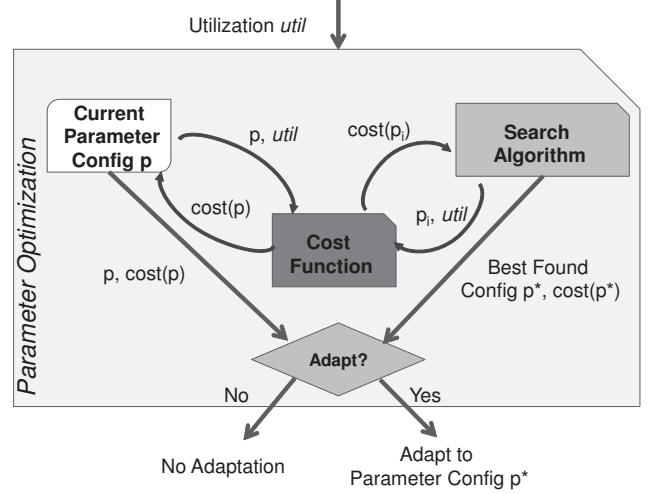 Utilization util
Current
Parameter
Config p
p, util
cost(p)
cost(pi)
Search
Algorithm
pi, util
Cost
Function
Parameter Optimization
p, cost(p)
Best Found
Config p*, cost(p*)
Adapt?
No
Yes
No Adaptation
Adapt to
Parameter Config p*